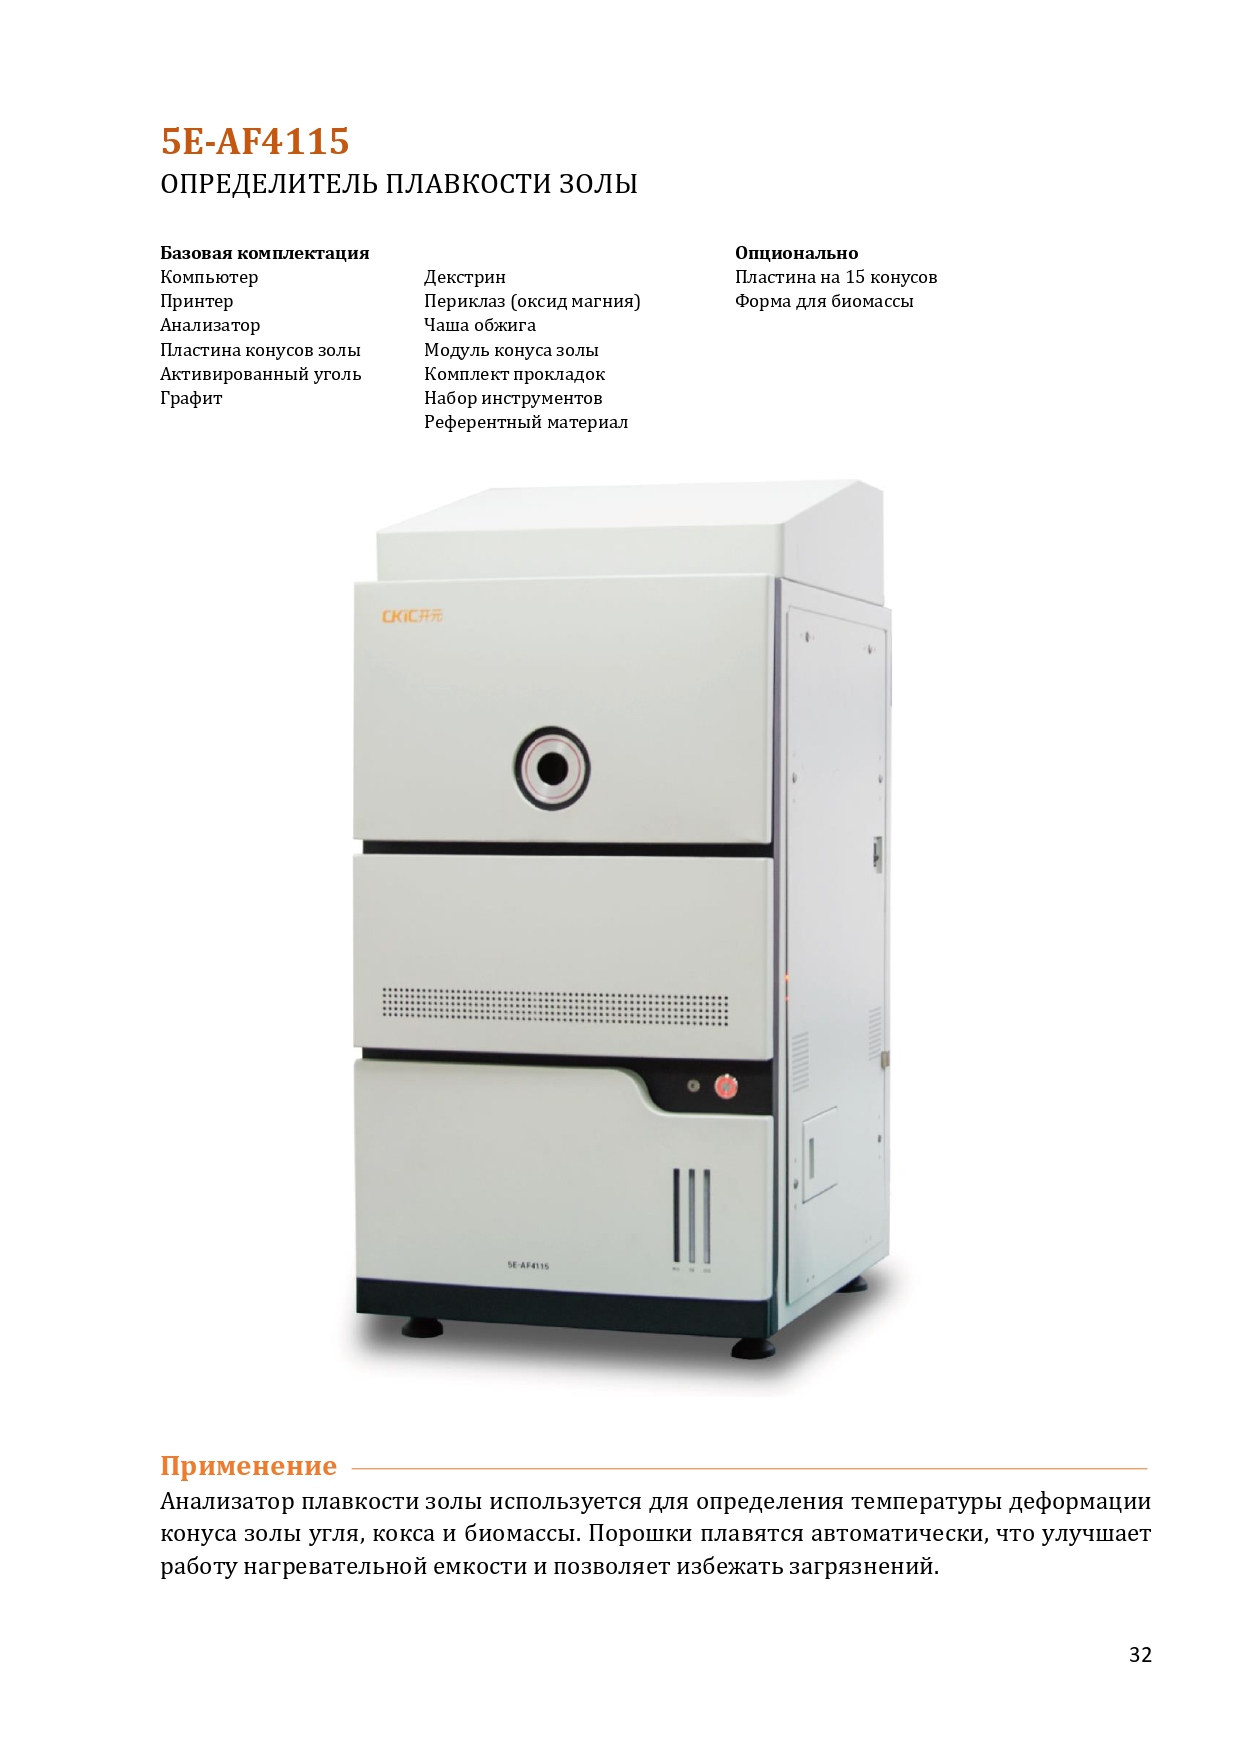 5E-AF4115
ОПРЕДЕЛИТЕЛЬ ПЛАВКОСТИ ЗОЛЫ
Базовая комплектация
Компьютер
Принтер
Анализатор
Пластина конусов золы
Активированный уголь
Графит
Декстрин
Периклаз (оксид магния)
Чаша обжига
Модуль конуса золы
Комплект прокладок
Набор инструментов
Референтный материал
Опционально
Пластина на 15 конусов
Форма для биомассы
CKIC开元
5E-AF4115
Применение
Анализатор плавкости золы используется для определения температуры деформации
конуса золы угля, кокса и биомассы. Порошки плавятся автоматически, что улучшает
работу нагревательной емкости и позволяет избежать загрязнений.
32